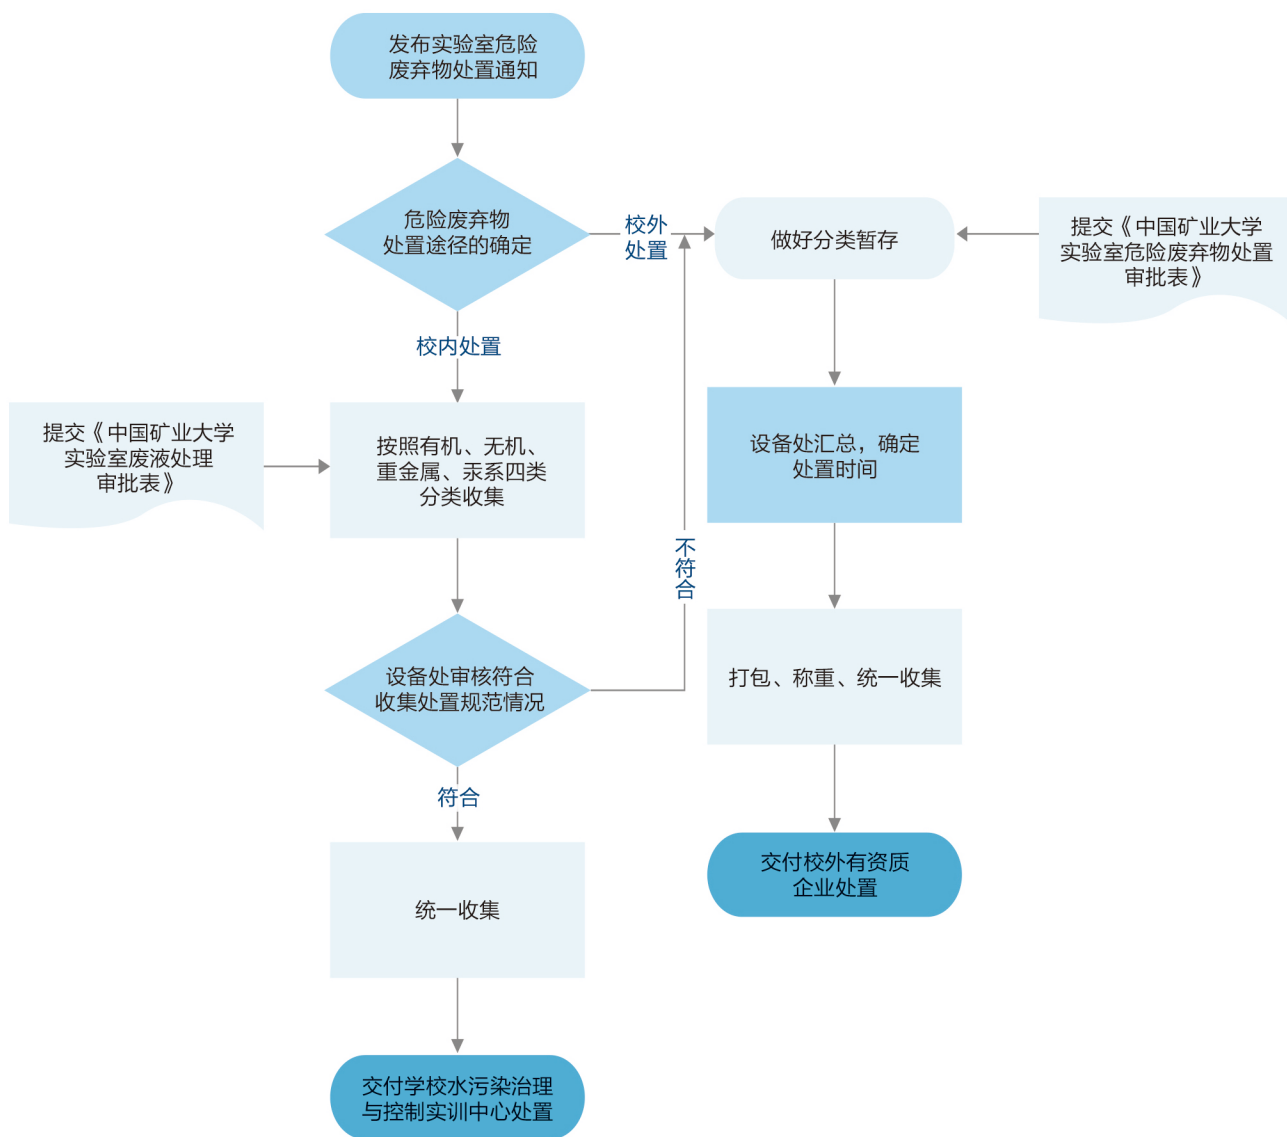 发布实验室危险
废弃物处置通知
危险废弃物
处置途径的确定
校外
处置
做好分类暂存
提交《中国矿业大学
实验室危险废弃物处置
审批表》
校内处置
提交《中国矿业大学
实验室废液处理
审批表》
按照有机、无机、
重金属、汞系四类
分类收集
设备处汇总，确定
处置时间
不
符
合
设备处审核符合
收集处置规范情况
打包、称重、统一收集
符合
统一收集
交付校外有资质
企业处置
交付学校水污染治理
与控制实训中心处置